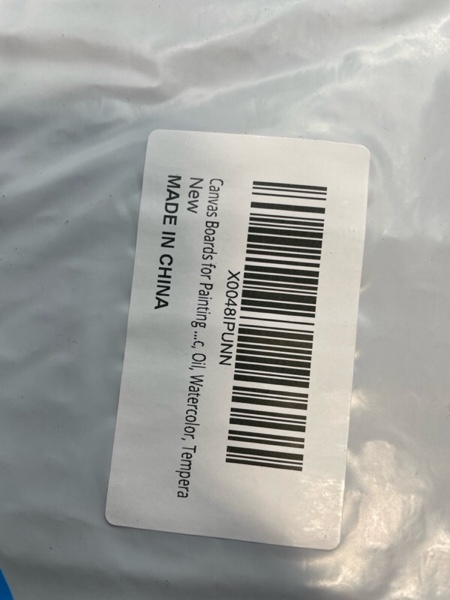 X0048IPUNN
Canvas Boards for Painting ...c, Oil, Watercolor, Tempera
New
MADE IN CHINA